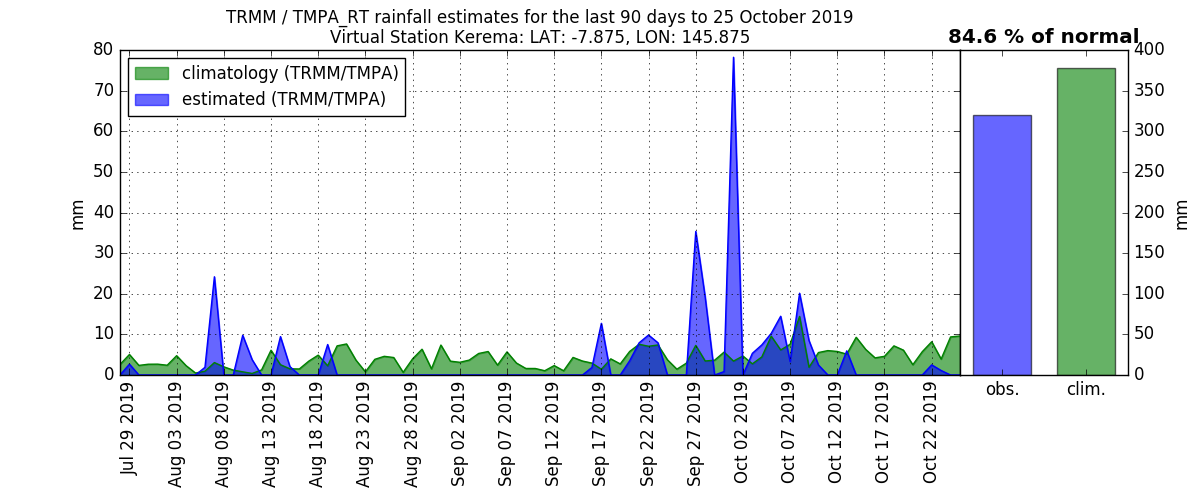 TRMM / TMPA_RT rainfall estimates for the last 90 days to 25 October 2019
Virtual Station Kerema: LAT: -7.875, LON: 145.875
84.6 % of normal
climatology (TRMM/TMPA)
estimated (TRMM/TMPA)
80
70
60
50
40
30
20
10
0
mm
400
350
300
250
200
150
100
50
0
mm
Jul 29 2019
Aug 03 2019
Aug 08 2019
Aug 13 2019
Aug 18 2019
Aug 23 2019
Aug 28 2019
Sep 02 2019
Sep 07 2019
Sep 12 2019
Sep 17 2019
Sep 22 2019
Sep 27 2019
Oct 02 2019
Oct 07 2019
Oct 12 2019
Oct 17 2019
Oct 22 2019
obs.
clim.